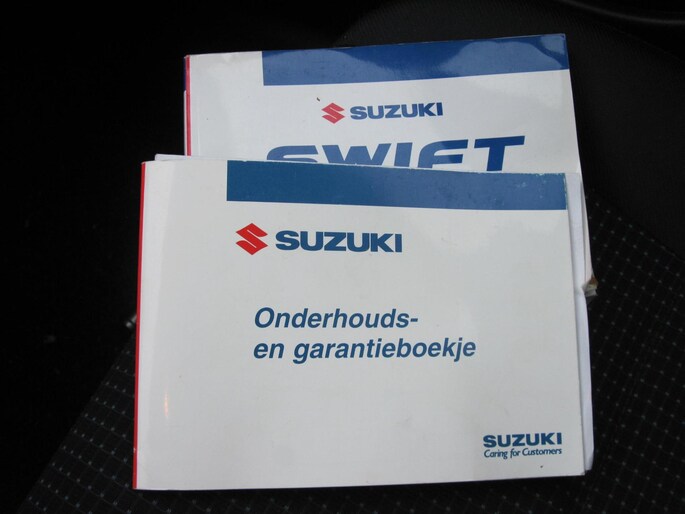 SUZUKI
SWIFT
SUZUKI
Onderhouds-
en garantieboekje
SUZUKI
Caring for Customers